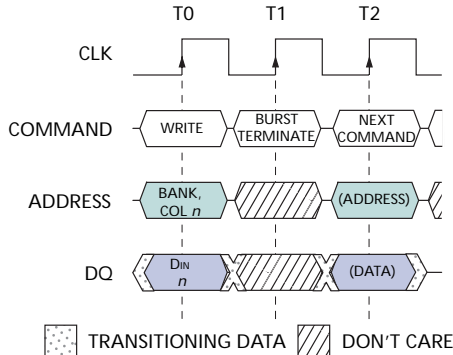 T0 T1 T2
CLK
COMMAND WRITE BURST TERMINATE NEXT COMMAND
ADDRESS BANK, COL n (ADDRESS)
DQ DIN n (DATA)
TRANSITIONING DATA DON'T CARE